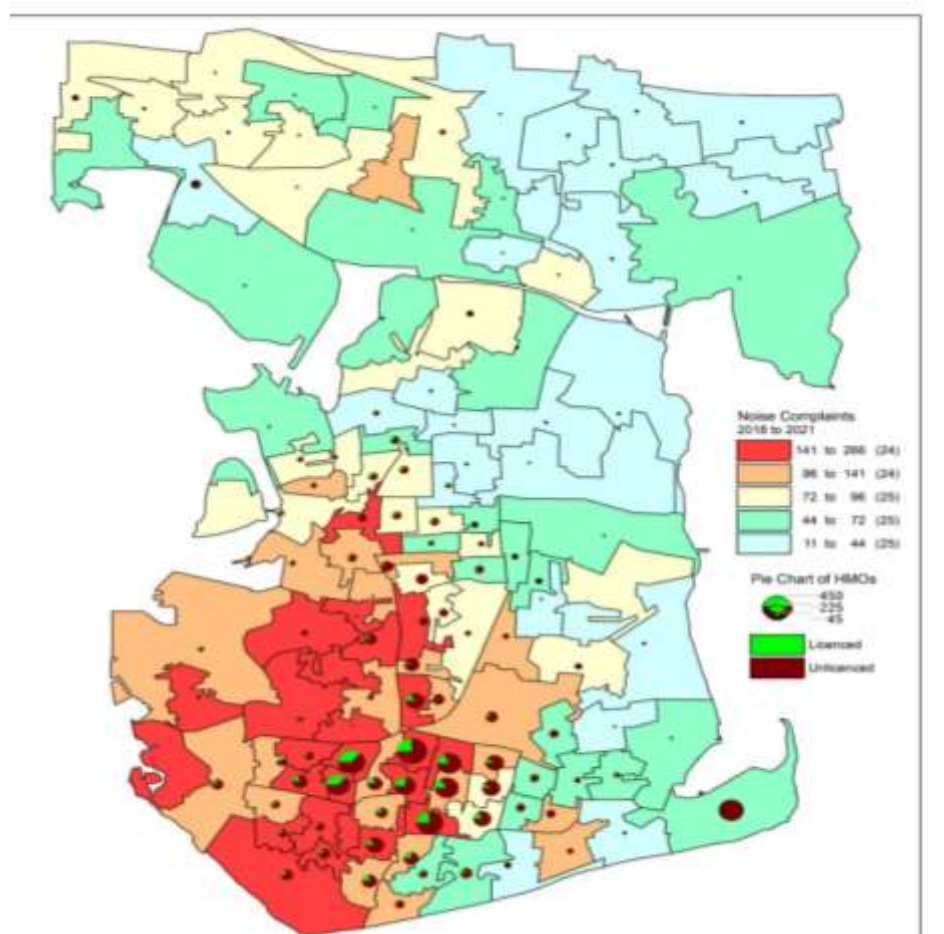 Noise Complaints
2018 to 2021
141 to 266 (24)
96 to 141 (24)
72 to 96 (25)
44 to 72 (25)
11 to 44 (25)
Pie Chart of HMOs
450
225
45
Licenced
Unlicenced